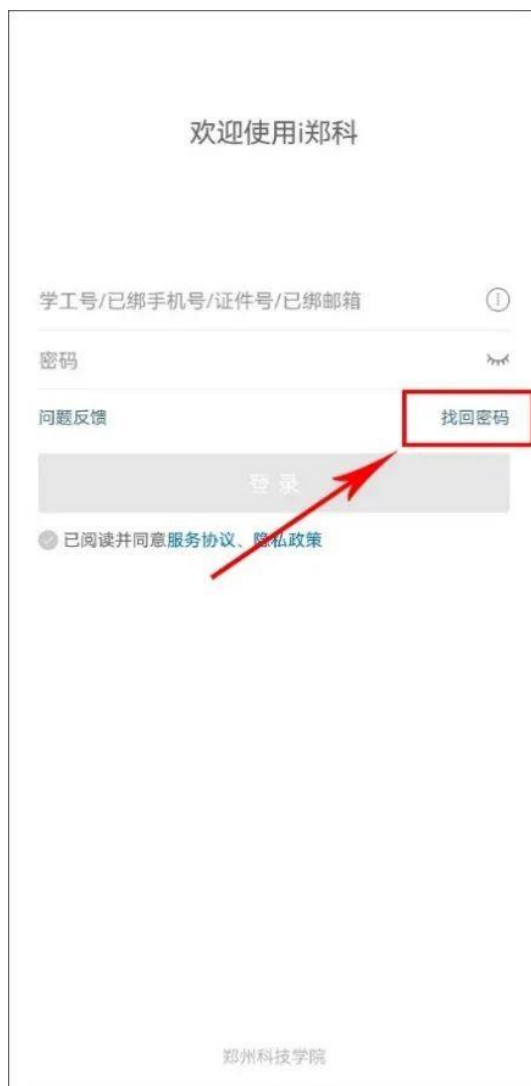 欢迎使用i郑科
学工号/已绑手机号/证件号/已绑邮箱
密码
问题反馈 找回密码
登录
已阅读并同意服务协议、隐私政策
郑州科技学院